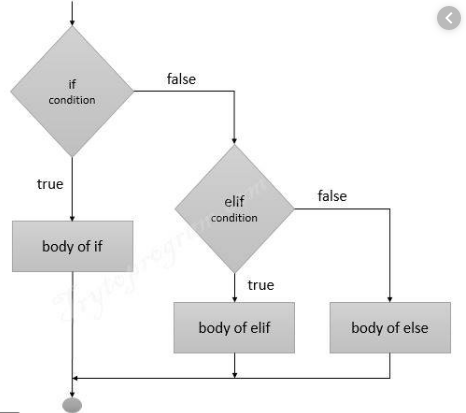 if
condition
false
true
elif
condition
false
body of if
true
body of elif
body of else